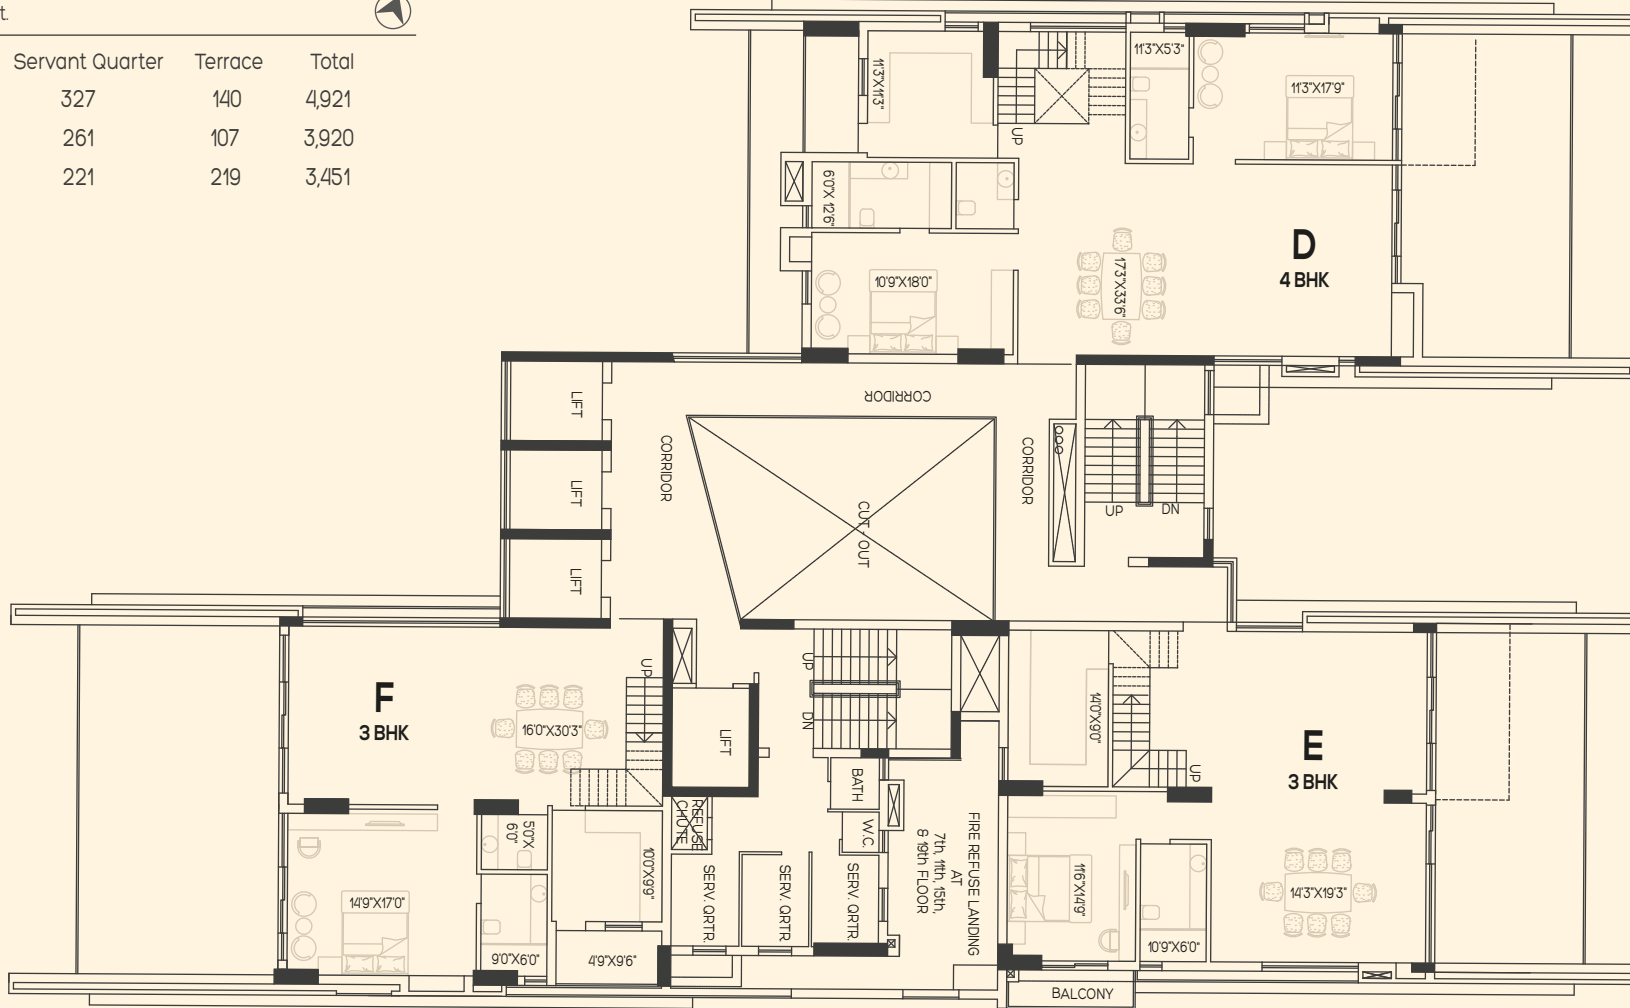 t.
Servant Quarter Terrace Total
327 140 4,921
261 107 3,920
221 219 3,451
11'3"X11'3"
UP
11'3"X5'3"
11'3"X17'9"
6'0"X 12'6"
10'9"X18'0"
17'3"X33'6"
D
4 BHK
LIFT
LIFT
LIFT
CORRIDOR
CORRIDOR
CORRIDOR
CUT - OUT
UP
DN
F
3 BHK
16'0"X30'3"
UP
LIFT
UP
DN
BATH
W.C.
REFUSE
CHUTE
5'0"X
6'0"
10'0"X9'9"
14'9"X17'0"
9'0"X6'0"
4'9"X9'6"
SERV. QRTR.
SERV. QRTR.
SERV. QRTR.
FIRE REFUSE LANDING
AT
7th, 11th, 15th,
& 19th FLOOR
14'0"X9'0"
UP
E
3 BHK
11'6"X14'9"
14'3"X19'3"
10'9"X6'0"
BALCONY